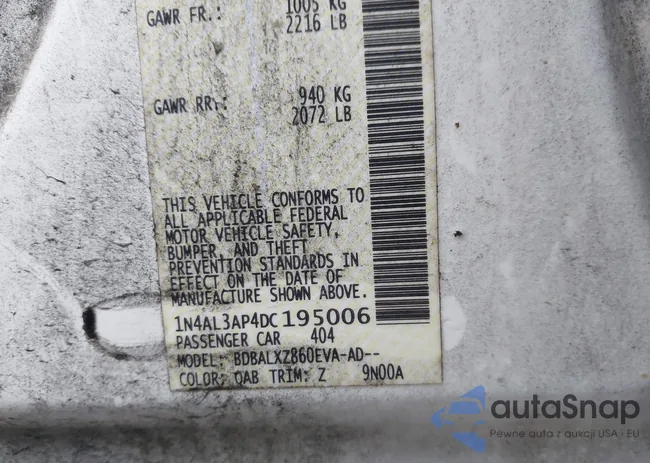 GAWR FR.: 1005 KG
2216 LB
GAWR RR.: 940 KG
2072 LB
THIS VEHICLE CONFORMS TO
ALL APPLICABLE FEDERAL
MOTOR VEHICLE SAFETY,
BUMPER, AND THEFT
PREVENTION STANDARDS IN
EFFECT ON THE DATE OF
MANUFACTURE SHOWN ABOVE.
1N4AL3AP4DC195006
PASSENGER CAR 404
MODEL: BDBALXZ860EVA-AD--
COLOR: QAB TRIM: Z 9N00A
autaSnap
Pewne auta z aukcji USA · EU